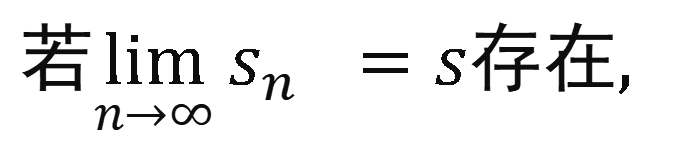 若 lim_{n→∞} s_n = s存在,